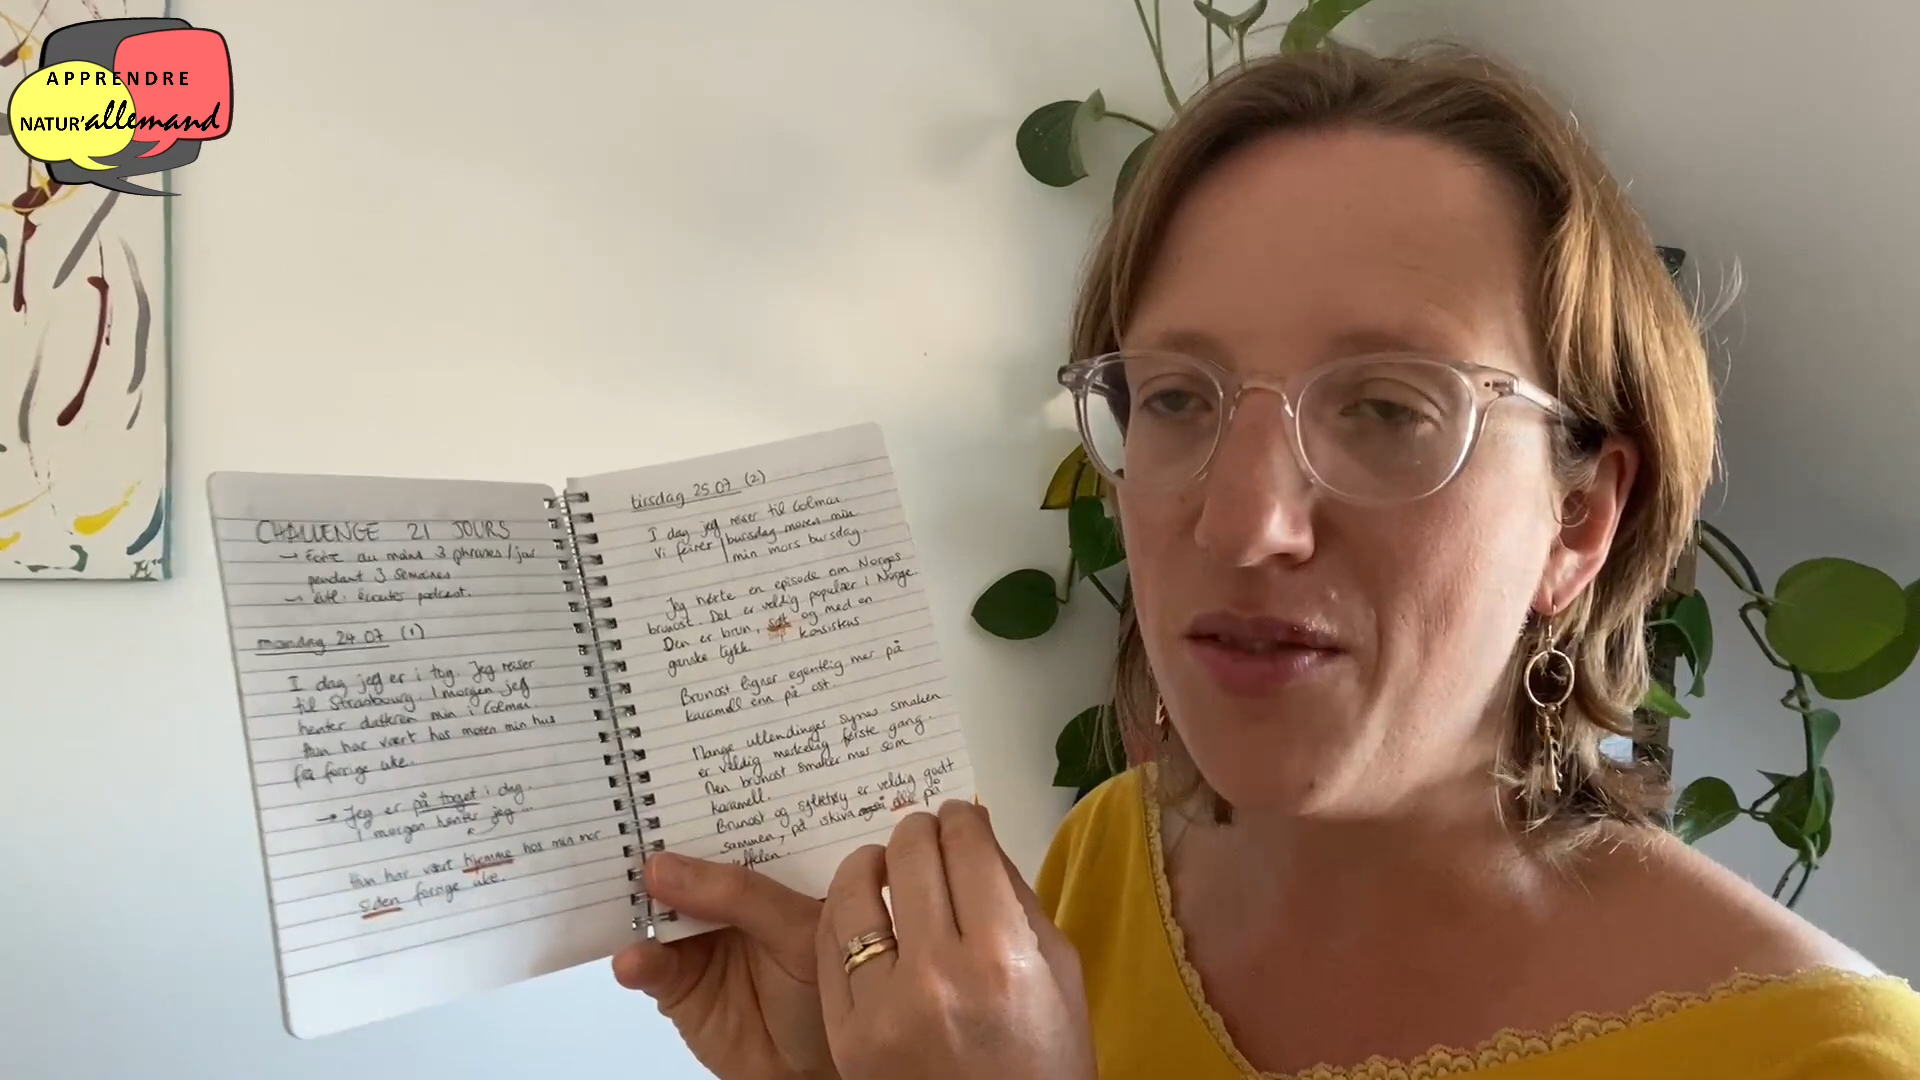 APPRENDRE
NATUR'allemand
CHALLENGE 21 JOURS
→ Écrire au moins 3 phrases / jour
pendant 3 semaines
→ évtl. écouter podcast.
mandag 24 07 (1)
I dag jeg er i tog. Jeg reiser
til Strasbourg. I morgen jeg
henter datteren min i Colmar.
Hun har vært hos moren min hus
på forrige uke.
→ Jeg er på toget i dag.
I morgen henter jeg...
Hun har vært hjemme hos min mor
siden forrige uke.
tirsdag 25 07 (2)
I dag jeg reiser til Colmar
Vi feirer bursdag moren min
min mors bursdag.
Jeg hørte en episode om Norges
brunost. Det er veldig populær i Norge.
Den er brun, søt og med en
ganske tykk konsistens
Brunost ligner egentlig mer på
karamell enn på ost.
Mange utlendinger synes smaken
er veldig merkelig første gang.
Men brunost smaker mer som
karamell.
Brunost og syltetøy er veldig godt
sammen, på skiva også på